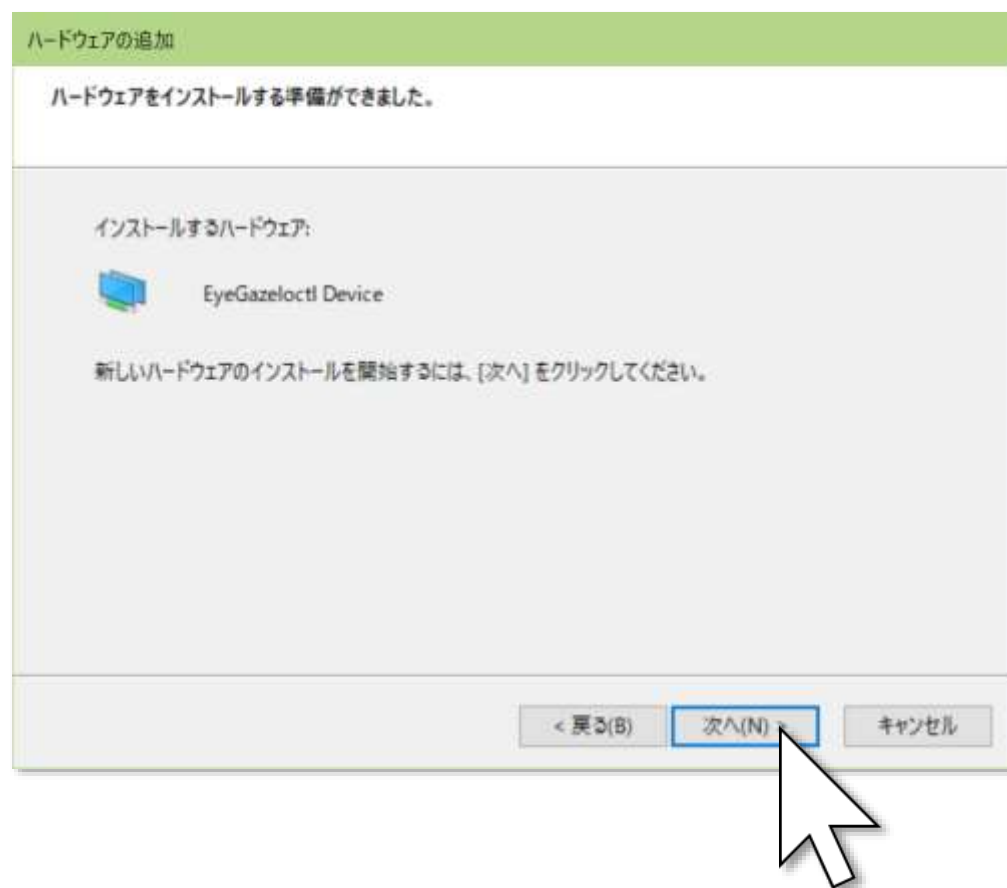 ハードウェアの追加
ハードウェアをインストールする準備ができました。
インストールするハードウェア:
EyeGazeIoctl Device
新しいハードウェアのインストールを開始するには、[次へ] をクリックしてください。
< 戻る(B)
次へ(N) >
キャンセル